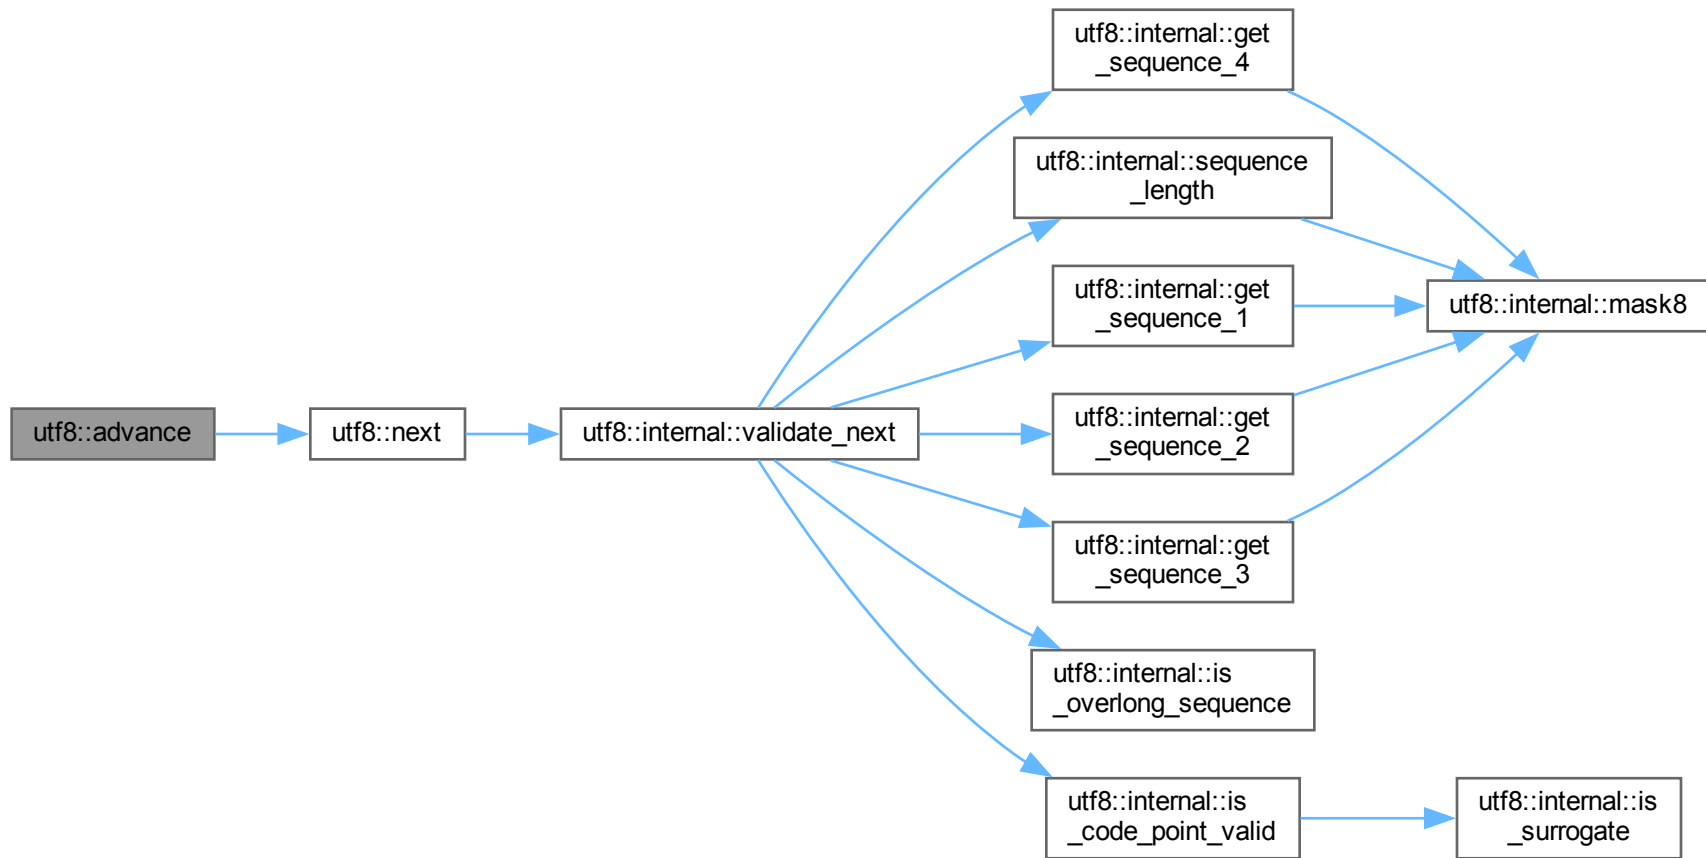 utf8::advance
utf8::next
utf8::internal::validate_next
utf8::internal::get
_sequence_4
utf8::internal::sequence
_length
utf8::internal::get
_sequence_1
utf8::internal::get
_sequence_2
utf8::internal::get
_sequence_3
utf8::internal::is
_overlong_sequence
utf8::internal::is
_code_point_valid
utf8::internal::mask8
utf8::internal::is
_surrogate